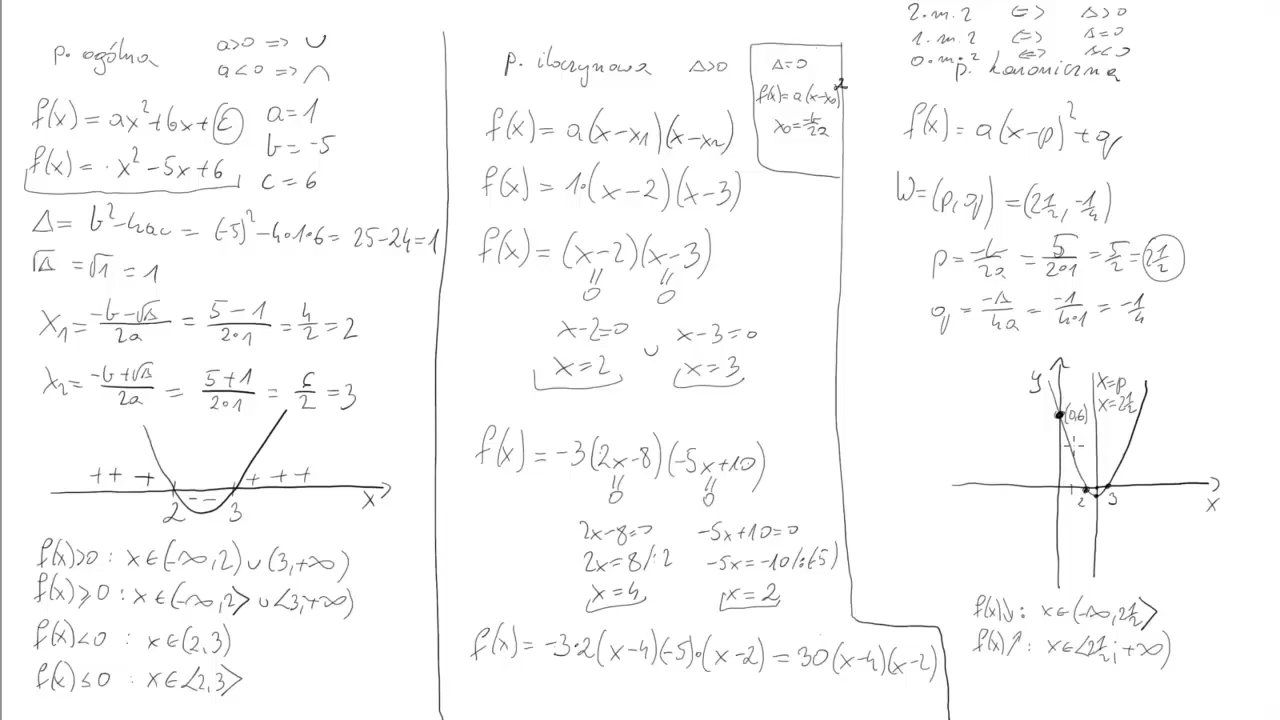 p. ogólna
a>0 => ∪
a<0 => ∩
f(x) = ax²+bx+c
a=1
f(x) = x² -5x+6
b=-5
c=6
Δ= b²-4ac = (-5)²-4·1·6= 25-24=1
√Δ =√1 = 1
x₁= (-b-√Δ)/2a = (5-1)/2·1 = 4/2 = 2
x₂= (-b+√Δ)/2a = (5+1)/2·1 = 6/2 = 3
+ + + -- + + +
2 3 x
f(x)>0 : x∈(-∞,2)∪(3,+∞)
f(x)⩾0 : x∈(-∞,2>∪<3,+∞)
f(x)<0 : x∈(2,3)
f(x)≤0 : x∈<2,3>
p. iloczynowa Δ>0
Δ=0
f(x)=a(x-x₀)²
x₀=-b/2a
f(x) = a(x-x₁)(x-x₂)
f(x) = 1·(x-2)(x-3)
f(x) = (x-2)(x-3)
0 0
x-2=0 ∪ x-3=0
x=2 x=3
f(x) = -3(2x-8)(-5x+10)
0 0
2x-8=0 -5x+10=0
2x=8/:2 -5x=-10/:(-5)
x=4 x=2
f(x) = -3·2(x-4)(-5)·(x-2) = 30(x-4)(x-2)
2.m.z <=> Δ>0
1.m.z <=> Δ=0
0.m.z <=> Δ<0
p. kanoniczna
f(x) = a(x-p)²+q
W=(p,q) =(2½,-¼)
p=-b/2a = 5/2·1 = 5/2=2½
q= -Δ/4a = -1/4·1 = -1/4
y
x=p
x=2½
(0,6)
1 2 3 x
f(x)↓: x∈(-∞,2½>
f(x)↗: x∈<2½;+∞)